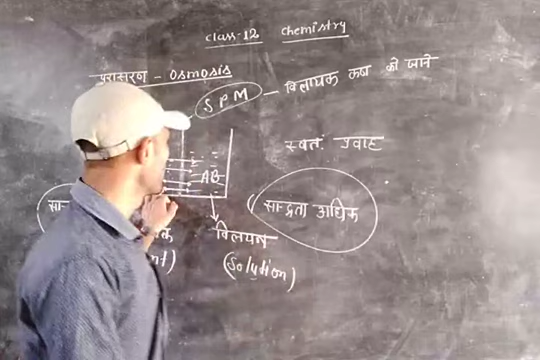 class-12 chemistry
परासरण - osmosis
SPM - विलायक कण को जाने
स्वतः प्रवाह
AB
सा
सान्द्रता अधिक
विलयन
(Solution)